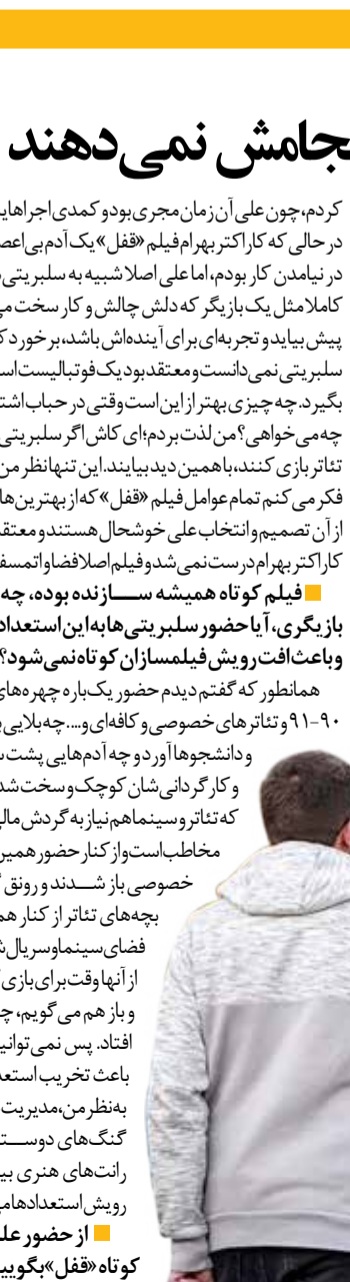 نجامش نمی‌دهند
کردم، چون علی آن زمان مجری بود و کمدی اجراهای
در حالی که کاراکتر بهرام فیلم «قفل» یک آدم بی‌اعص
در نیامدن کار بودم، اما علی اصلا شبیه به سلبریتی
کاملا مثل یک بازیگر که دلش چالش و کار سخت می
پیش بیاید و تجربه‌ای برای آینده‌اش باشد، برخورد ک
سلبریتی نمی‌دانست و معتقد بود یک فوتبالیست اس
بگیرد. چه چیزی بهتر از این است وقتی در حباب اشت
چه می‌خواهی؟ من لذت بردم؛ ای کاش اگر سلبریتی
تئاتر بازی کنند، با همین دید بیایند. این تنها نظر من
فکر می کنم تمام عوامل فیلم «قفل» که از بهترین‌ها
از آن تصمیم و انتخاب علی خوشحال هستند و معتقد
کاراکتر بهرام درست نمی‌شد و فیلم اصلا فضا و اتمسف
■ فیلم کوتاه همیشه ســازنده بوده، چه
بازیگری، آیا حضور سلبریتی‌ها به این استعداد
و باعث افت رویش فیلمسازان کوتاه نمی‌شود؟
همانطور که گفتم دیدم حضور یک‌باره چهره‌های
۹۰-۹۱ و تئاترهای خصوصی و کافه‌ای و.... چه بلایی
و دانشجوها آورد و چه آدم‌هایی پشت
و کارگردانی‌شان کوچک و سخت شد
که تئاتر و سینما هم نیاز به گردش مال
مخاطب است و از کنار حضور همین
خصوصی باز شــدند و رونق
بچه‌های تئاتر از کنار هم
فضای سینما و سریال ش
از آنها وقت برای بازی
و باز هم می گویم، چ
افتاد. پس نمی توانی
باعث تخریب استعد
به‌نظر من، مدیریت
گنگ‌های دوســت
رانت‌های هنری بی
رویش استعدادها می
■ از حضور عل
کوتاه «قفل» بگویی